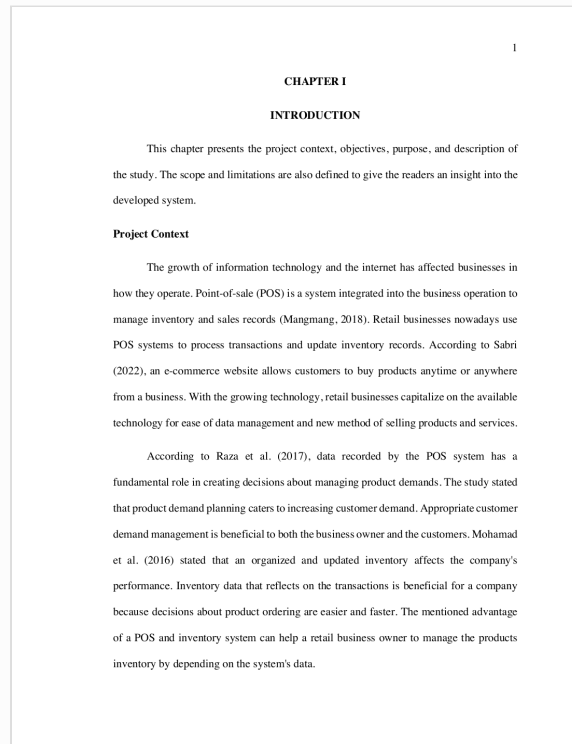 1
CHAPTER I
INTRODUCTION
This chapter presents the project context, objectives, purpose, and description of
the study. The scope and limitations are also defined to give the readers an insight into the
developed system.
Project Context
The growth of information technology and the internet has affected businesses in
how they operate. Point-of-sale (POS) is a system integrated into the business operation to
manage inventory and sales records (Mangmang, 2018). Retail businesses nowadays use
POS systems to process transactions and update inventory records. According to Sabri
(2022), an e-commerce website allows customers to buy products anytime or anywhere
from a business. With the growing technology, retail businesses capitalize on the available
technology for ease of data management and new method of selling products and services.
According to Raza et al. (2017), data recorded by the POS system has a
fundamental role in creating decisions about managing product demands. The study stated
that product demand planning caters to increasing customer demand. Appropriate customer
demand management is beneficial to both the business owner and the customers. Mohamad
et al. (2016) stated that an organized and updated inventory affects the company's
performance. Inventory data that reflects on the transactions is beneficial for a company
because decisions about product ordering are easier and faster. The mentioned advantage
of a POS and inventory system can help a retail business owner to manage the products
inventory by depending on the system's data.